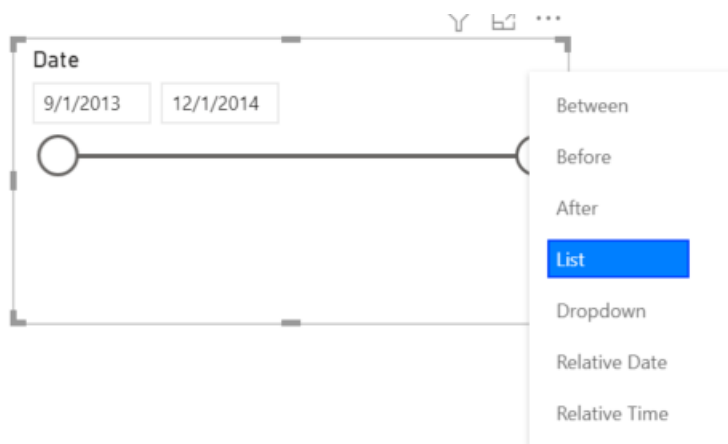 Date
9/1/2013 12/1/2014
Between
Before
After
List
Dropdown
Relative Date
Relative Time